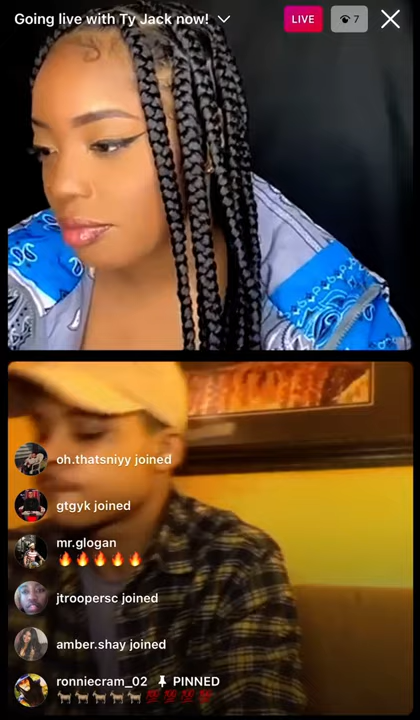 Going live with Ty Jack now!
LIVE
7
oh.thatsniyy joined
gtgyk joined
mr.glogan
🔥🔥🔥🔥🔥
jtroopersc joined
amber.shay joined
ronniecram_02 📌 PINNED
🐐🐐🐐🐐🐐💯💯💯💯